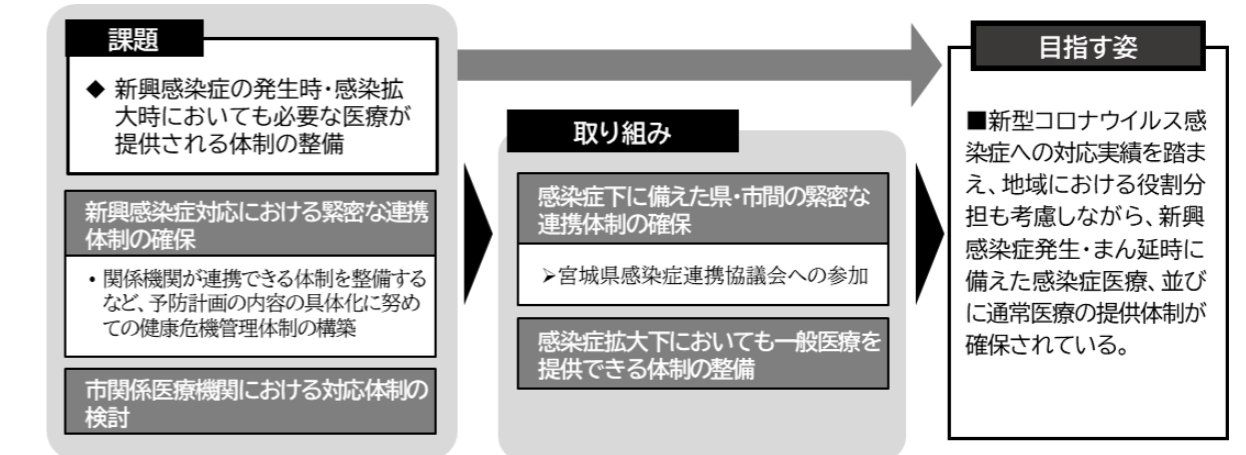 課題
◆ 新興感染症の発生時・感染拡
大時においても必要な医療が
提供される体制の整備
新興感染症対応における緊密な連携
体制の確保
・関係機関が連携できる体制を整備する
など、予防計画の内容の具体化に努め
ての健康危機管理体制の構築
市関係医療機関における対応体制の
検討
取り組み
感染症下に備えた県・市間の緊密な
連携体制の確保
➢宮城県感染症連携協議会への参加
感染症拡大下においても一般医療を
提供できる体制の整備
目指す姿
■新型コロナウイルス感
染症への対応実績を踏ま
え、地域における役割分
担も考慮しながら、新興
感染症発生・まん延時に
備えた感染症医療、並び
に通常医療の提供体制が
確保されている。